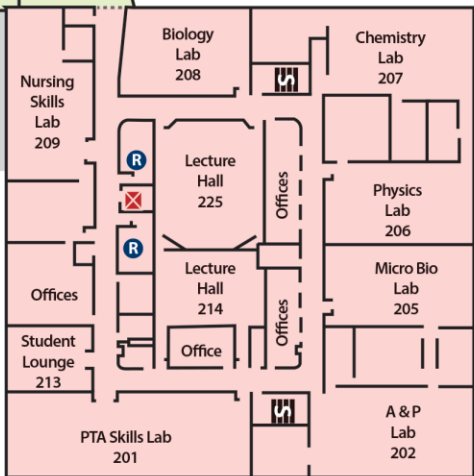 Biology
Lab
208
Chemistry
Lab
207
S
Nursing
Skills
Lab
209
R
Lecture
Hall
225
Offices
Physics
Lab
206
R
Lecture
Hall
214
Offices
Micro Bio
Lab
205
Offices
Office
Student
Lounge
213
S
A & P
Lab
202
PTA Skills Lab
201